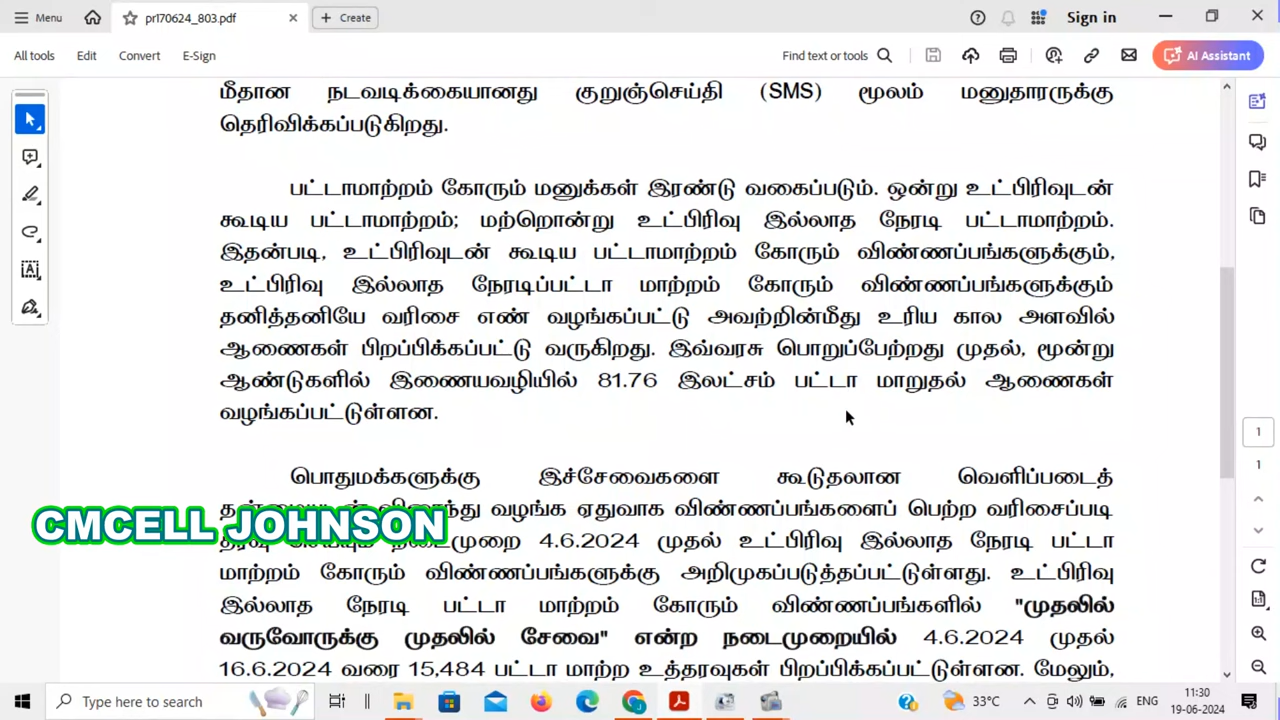 Menu
pr170624_803.pdf
Create
Sign in
All tools
Edit
Convert
E-Sign
Find text or tools
AI Assistant
மீதான நடவடிக்கையானது குறுஞ்செய்தி (SMS) மூலம் மனுதாரருக்கு
தெரிவிக்கப்படுகிறது.
பட்டாமாற்றம் கோரும் மனுக்கள் இரண்டு வகைப்படும். ஒன்று உட்பிரிவுடன்
கூடிய பட்டாமாற்றம்; மற்றொன்று உட்பிரிவு இல்லாத நேரடி பட்டாமாற்றம்.
இதன்படி, உட்பிரிவுடன் கூடிய பட்டாமாற்றம் கோரும் விண்ணப்பங்களுக்கும்,
உட்பிரிவு இல்லாத நேரடிப்பட்டா மாற்றம் கோரும் விண்ணப்பங்களுக்கும்
தனித்தனியே வரிசை எண் வழங்கப்பட்டு அவற்றின்மீது உரிய கால அளவில்
ஆணைகள் பிறப்பிக்கப்பட்டு வருகிறது. இவ்வரசு பொறுப்பேற்றது முதல், மூன்று
ஆண்டுகளில் இணையவழியில் 81.76 இலட்சம் பட்டா மாறுதல் ஆணைகள்
வழங்கப்பட்டுள்ளன.
பொதுமக்களுக்கு இச்சேவைகளை கூடுதலான வெளிப்படைத்
வழங்க ஏதுவாக விண்ணப்பங்களைப் பெற்ற வரிசைப்படி
CMCELL JOHNSON
4.6.2024 முதல் உட்பிரிவு இல்லாத நேரடி பட்டா
மாற்றம் கோரும் விண்ணப்பங்களுக்கு அறிமுகப்படுத்தப்பட்டுள்ளது. உட்பிரிவு
இல்லாத நேரடி பட்டா மாற்றம் கோரும் விண்ணப்பங்களில் "முதலில்
வருவோருக்கு முதலில் சேவை" என்ற நடைமுறையில் 4.6.2024 முதல்
16.6.2024 வரை 15,484 பட்டா மாற்ற உத்தரவுகள் பிறப்பிக்கப்பட்டுள்ளன. மேலும்,
1
1
Type here to search
33°C
ENG
11:30
19-06-2024